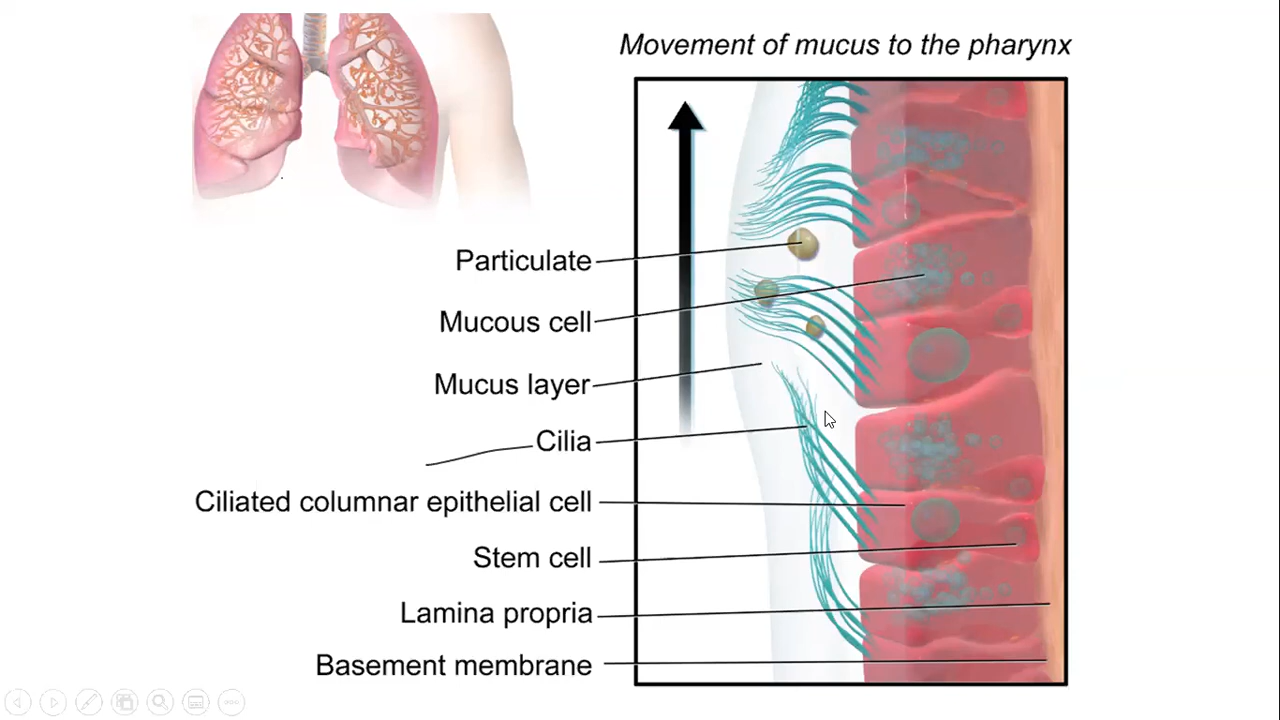 Movement of mucus to the pharynx
Particulate
Mucous cell
Mucus layer
Cilia
Ciliated columnar epithelial cell
Stem cell
Lamina propria
Basement membrane